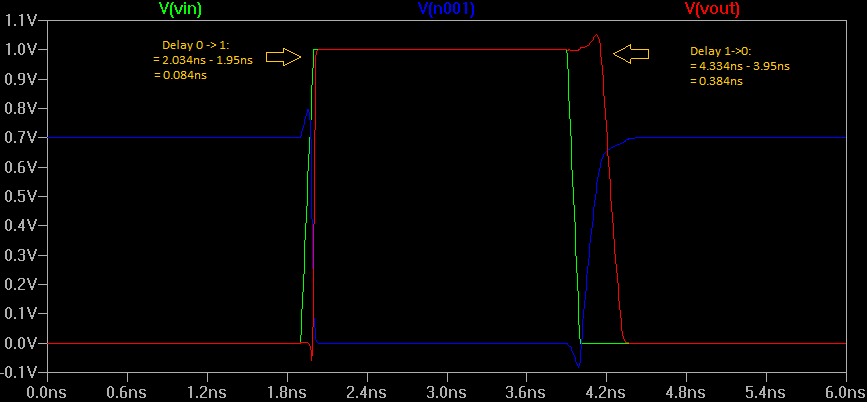 V(vin) V(n001) V(vout)
1.1V
1.0V
0.9V
0.8V
0.7V
0.6V
0.5V
0.4V
0.3V
0.2V
0.1V
0.0V
-0.1V
Delay 0 -> 1:
= 2.034ns - 1.95ns
= 0.084ns
Delay 1->0:
= 4.334ns - 3.95ns
= 0.384ns
0.0ns 0.6ns 1.2ns 1.8ns 2.4ns 3.0ns 3.6ns 4.2ns 4.8ns 5.4ns 6.0ns